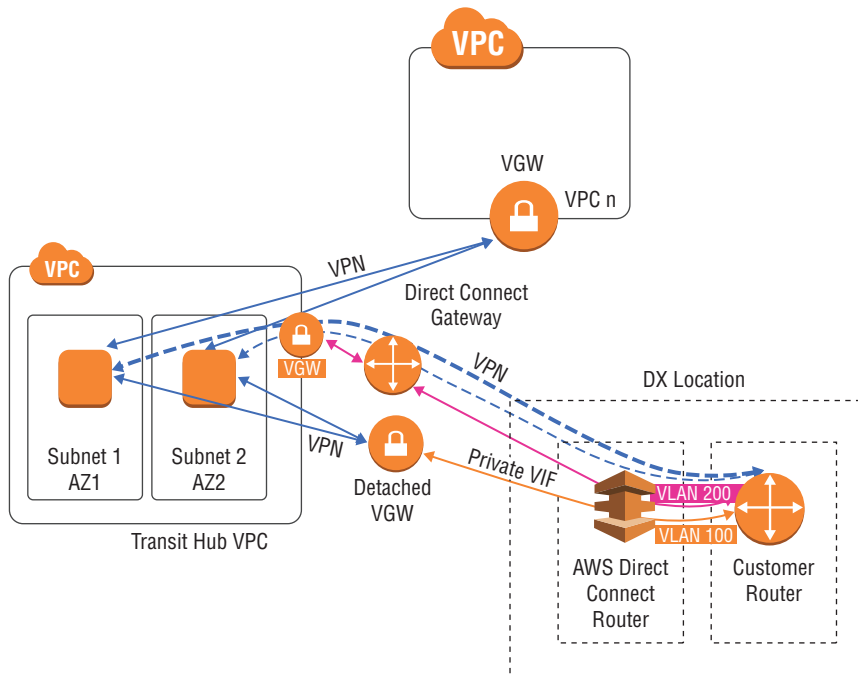 VPC
VGW
VPC n
VPC
VPN
Direct Connect
Gateway
VGW
VPN
DX Location
Subnet 1
AZ1
Subnet 2
AZ2
VPN
Detached
VGW
Private VIF
VLAN 200
VLAN 100
Transit Hub VPC
AWS Direct
Connect
Router
Customer
Router